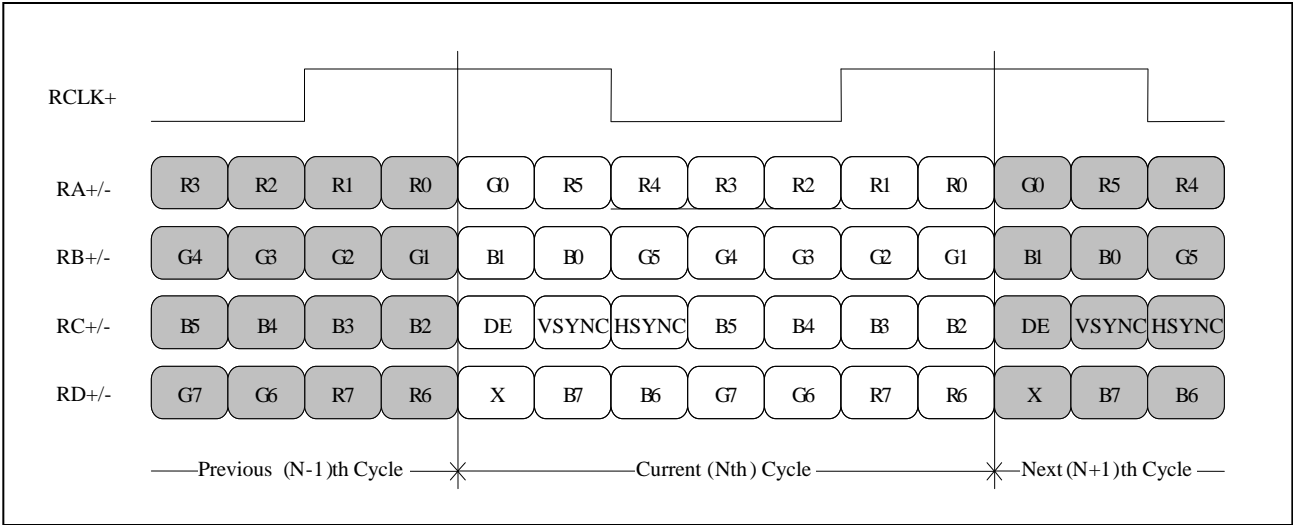 RCLK+
RA+/- R3 R2 R1 R0 G0 R5 R4 R3 R2 R1 R0 G0 R5 R4
RB+/- G4 G3 G2 G1 B1 B0 G5 G4 G3 G2 G1 B1 B0 G5
RC+/- B5 B4 B3 B2 DE VSYNC HSYNC B5 B4 B3 B2 DE VSYNC HSYNC
RD+/- G7 G6 R7 R6 X B7 B6 G7 G6 R7 R6 X B7 B6
Previous (N-1)th Cycle Current (Nth) Cycle Next (N+1)th Cycle